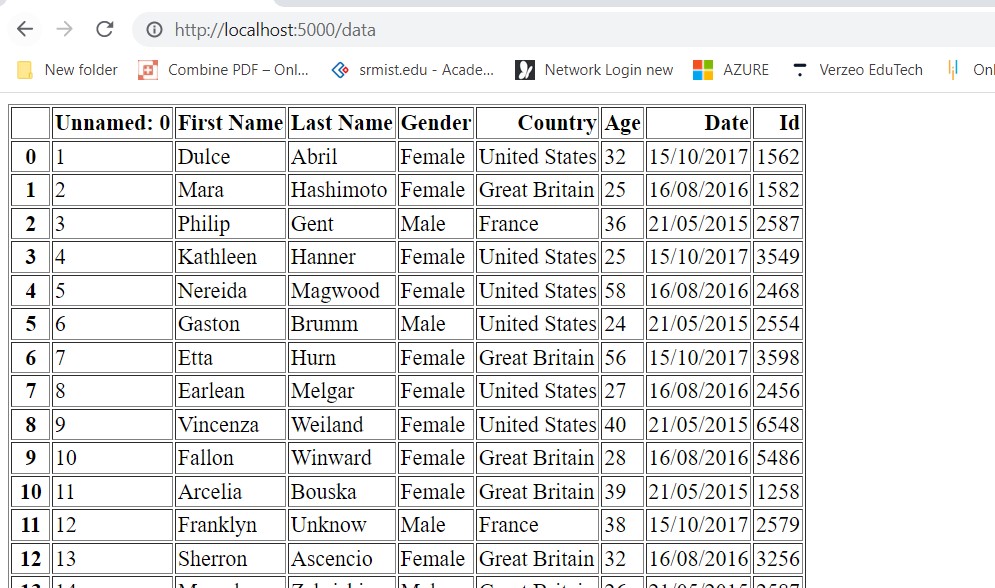 http://localhost:5000/data
New folder Combine PDF – Onl... srmist.edu - Acade... Network Login new AZURE Verzeo EduTech Onl
Unnamed: 0 First Name Last Name Gender Country Age Date Id
0 1 Dulce Abril Female United States 32 15/10/2017 1562
1 2 Mara Hashimoto Female Great Britain 25 16/08/2016 1582
2 3 Philip Gent Male France 36 21/05/2015 2587
3 4 Kathleen Hanner Female United States 25 15/10/2017 3549
4 5 Nereida Magwood Female United States 58 16/08/2016 2468
5 6 Gaston Brumm Male United States 24 21/05/2015 2554
6 7 Etta Hurn Female Great Britain 56 15/10/2017 3598
7 8 Earlean Melgar Female United States 27 16/08/2016 2456
8 9 Vincenza Weiland Female United States 40 21/05/2015 6548
9 10 Fallon Winward Female Great Britain 28 16/08/2016 5486
10 11 Arcelia Bouska Female Great Britain 39 21/05/2015 1258
11 12 Franklyn Unknow Male France 38 15/10/2017 2579
12 13 Sherron Ascencio Female Great Britain 32 16/08/2016 3256